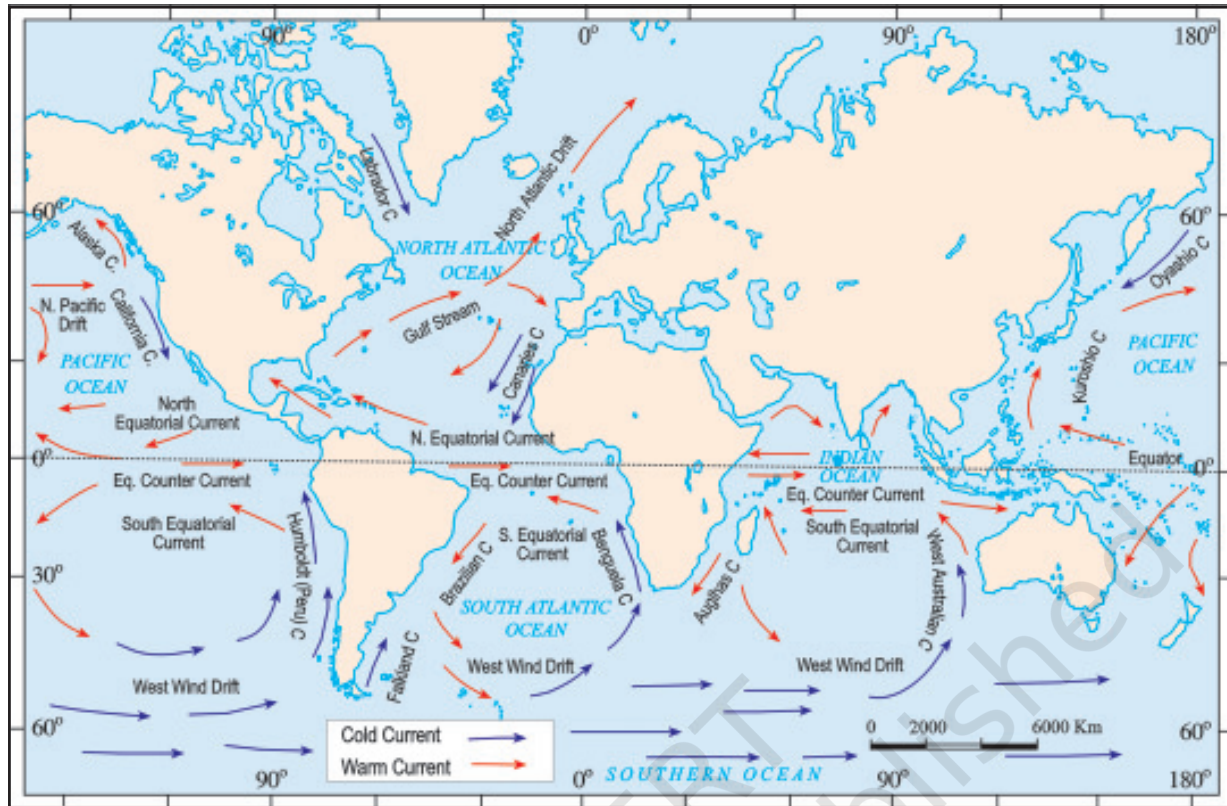 90°
0°
90°
180°
Labrador C
North Atlantic Drift
60°
60°
NORTH ATLANTIC
OCEAN
Alaska C.
Oyashio C
N. Pacific
Drift
California C.
Gulf Stream
Canapies C
PACIFIC
OCEAN
Kuroshio C
PACIFIC
OCEAN
North
Equatorial Current
N. Equatorial Current
0°
Equator
0°
INDIAN
OCEAN
Eq. Counter Current
Eq. Counter Current
Eq. Counter Current
South Equatorial
Current
Humboldt (Peru) C
Brazilian C
S. Equatorial
Current
Benguela C
South Equatorial
Current
West Australian C
30°
30°
Auglhas C
SOUTH ATLANTIC
OCEAN
West Wind Drift
Falkland C
West Wind Drift
West Wind Drift
60°
60°
Cold Current
Warm Current
0 2000 6000 Km
SOUTHERN OCEAN
90°
0°
90°
180°